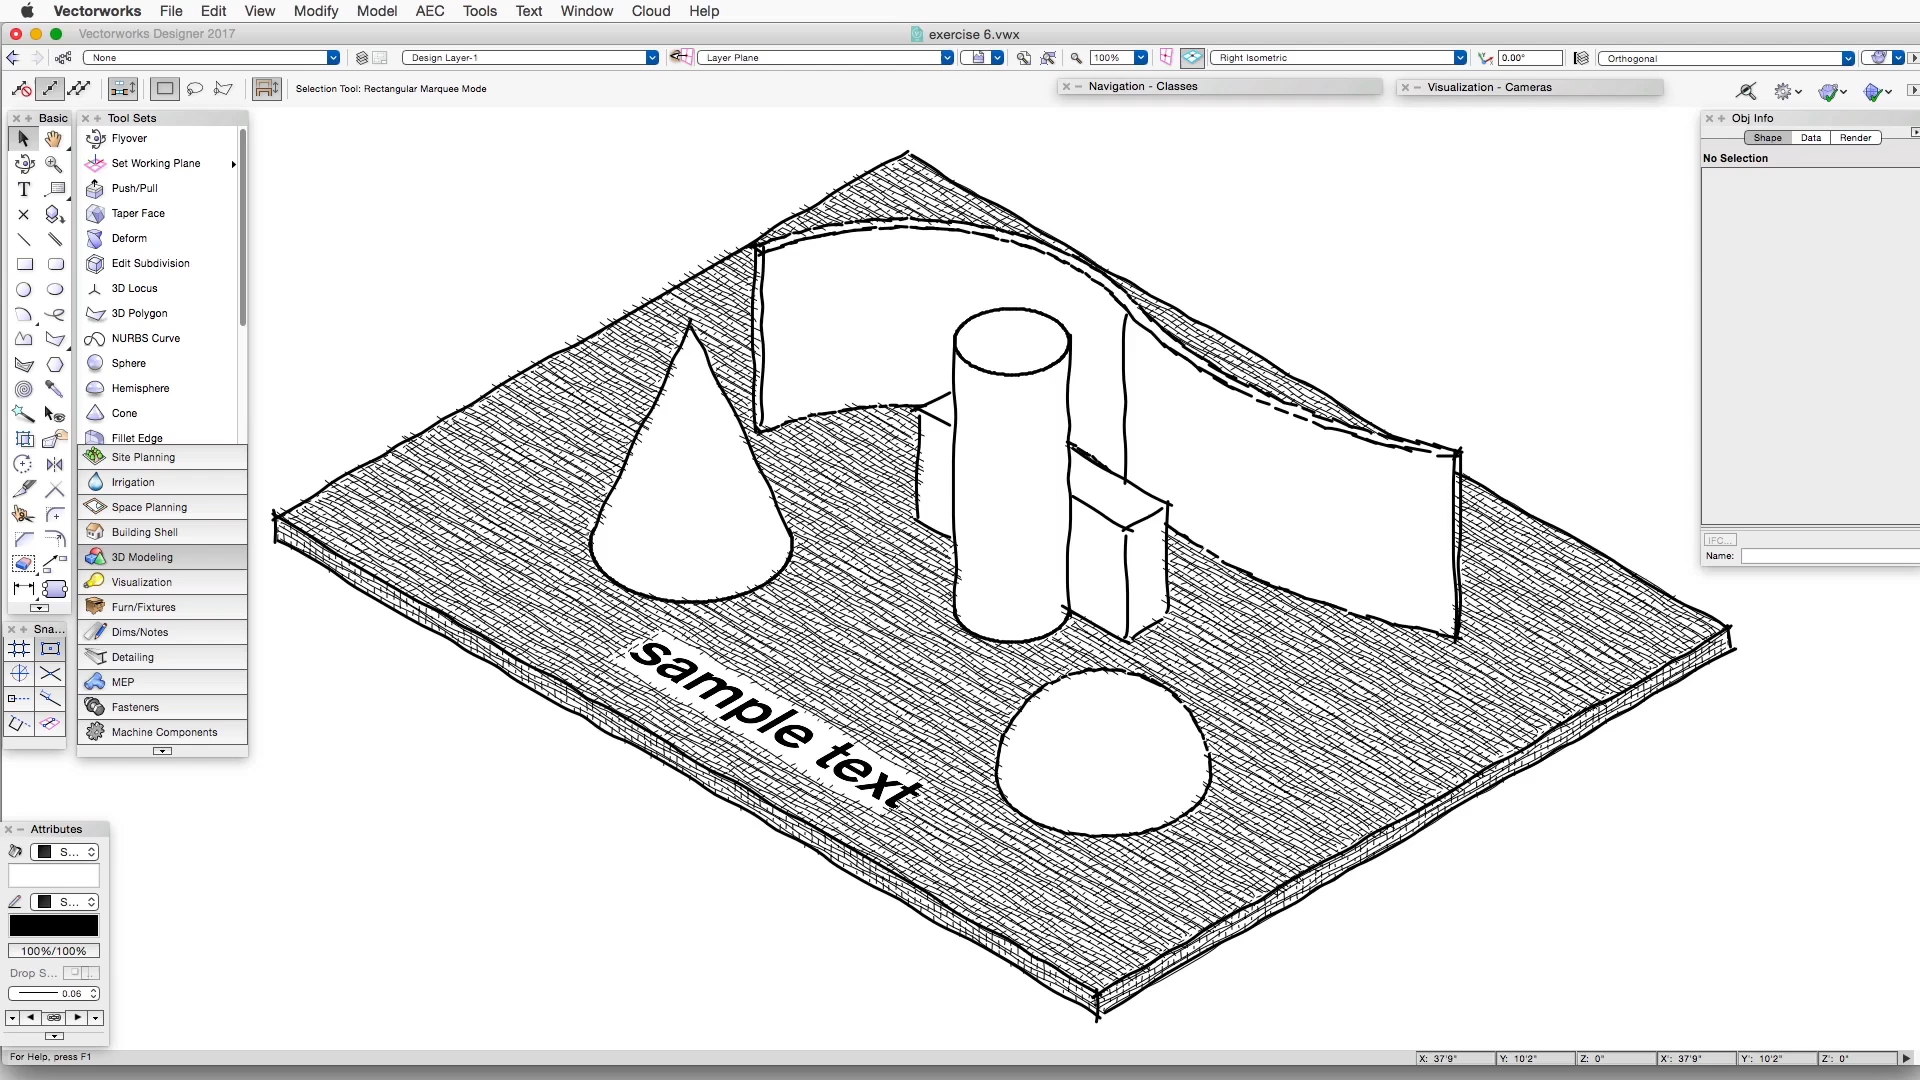 Vectorworks File Edit View Modify Model AEC Tools Text Window Cloud Help
Vectorworks Designer 2017
exercise 6.vwx
None
Design Layer-1
Layer Plane
100%
Right Isometric
0.00°
Orthogonal
Selection Tool: Rectangular Marquee Mode
Navigation - Classes
Visualization - Cameras
Basic
Tool Sets
Flyover
Set Working Plane
Push/Pull
Taper Face
Deform
Edit Subdivision
3D Locus
3D Polygon
NURBS Curve
Sphere
Hemisphere
Cone
Fillet Edge
Site Planning
Irrigation
Space Planning
Building Shell
3D Modeling
Visualization
Furn/Fixtures
Dims/Notes
Detailing
MEP
Fasteners
Machine Components
Sna...
Obj Info
Shape Data Render
No Selection
IFC...
Name:
sample text
Attributes
S...
S...
100%/100%
Drop S...
0.06
For Help, press F1
X: 37'9" Y: 10'2" Z: 0" X': 37'9" Y': 10'2" Z': 0"